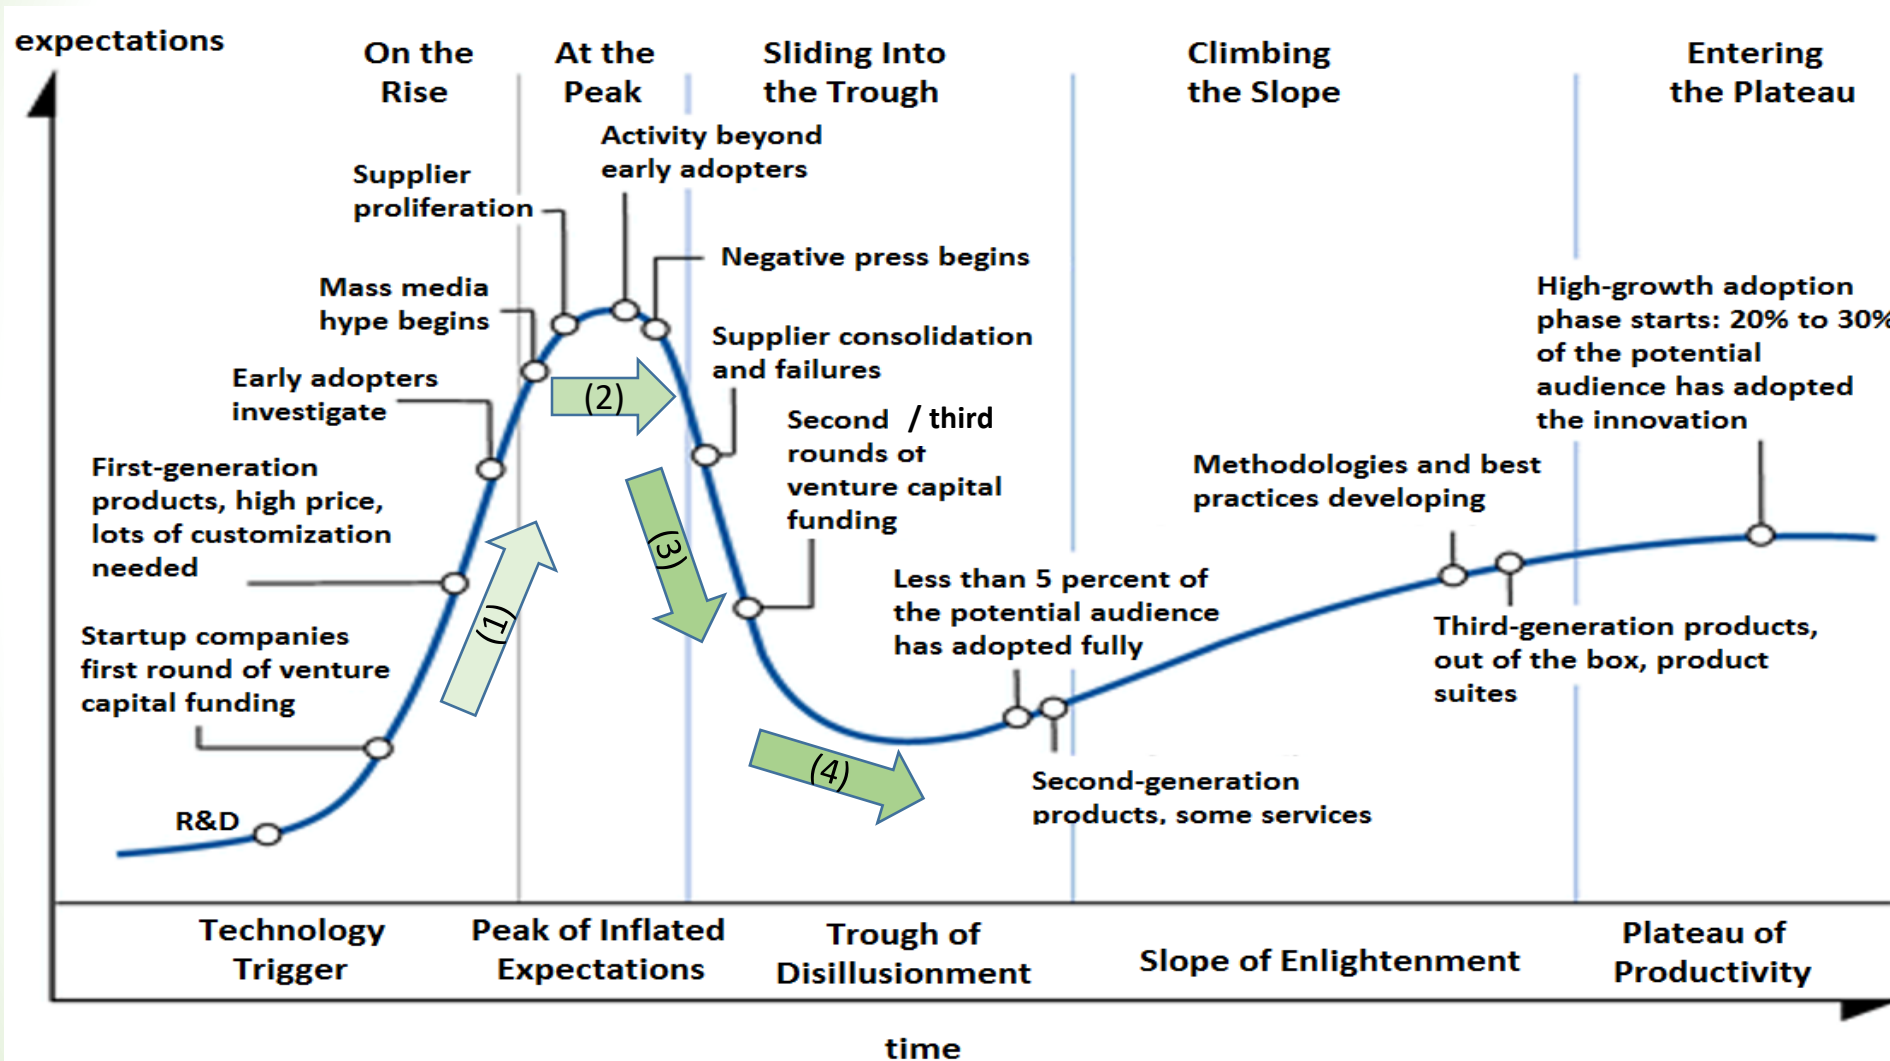 expectations
On the
Rise
At the
Peak
Sliding Into
the Trough
Climbing
the Slope
Entering
the Plateau
Activity beyond
early adopters
Supplier
proliferation
Negative press begins
Mass media
hype begins
Supplier consolidation
and failures
Early adopters
investigate
(2)
Second / third
rounds of
venture capital
funding
High-growth adoption
phase starts: 20% to 30%
of the potential
audience has adopted
the innovation
First-generation
products, high price,
lots of customization
needed
Methodologies and best
practices developing
(3)
(1)
Less than 5 percent of
the potential audience
has adopted fully
Startup companies
first round of venture
capital funding
Third-generation products,
out of the box, product
suites
(4)
Second-generation
products, some services
R&D
Technology
Trigger
Peak of Inflated
Expectations
Trough of
Disillusionment
Slope of Enlightenment
Plateau of
Productivity
time